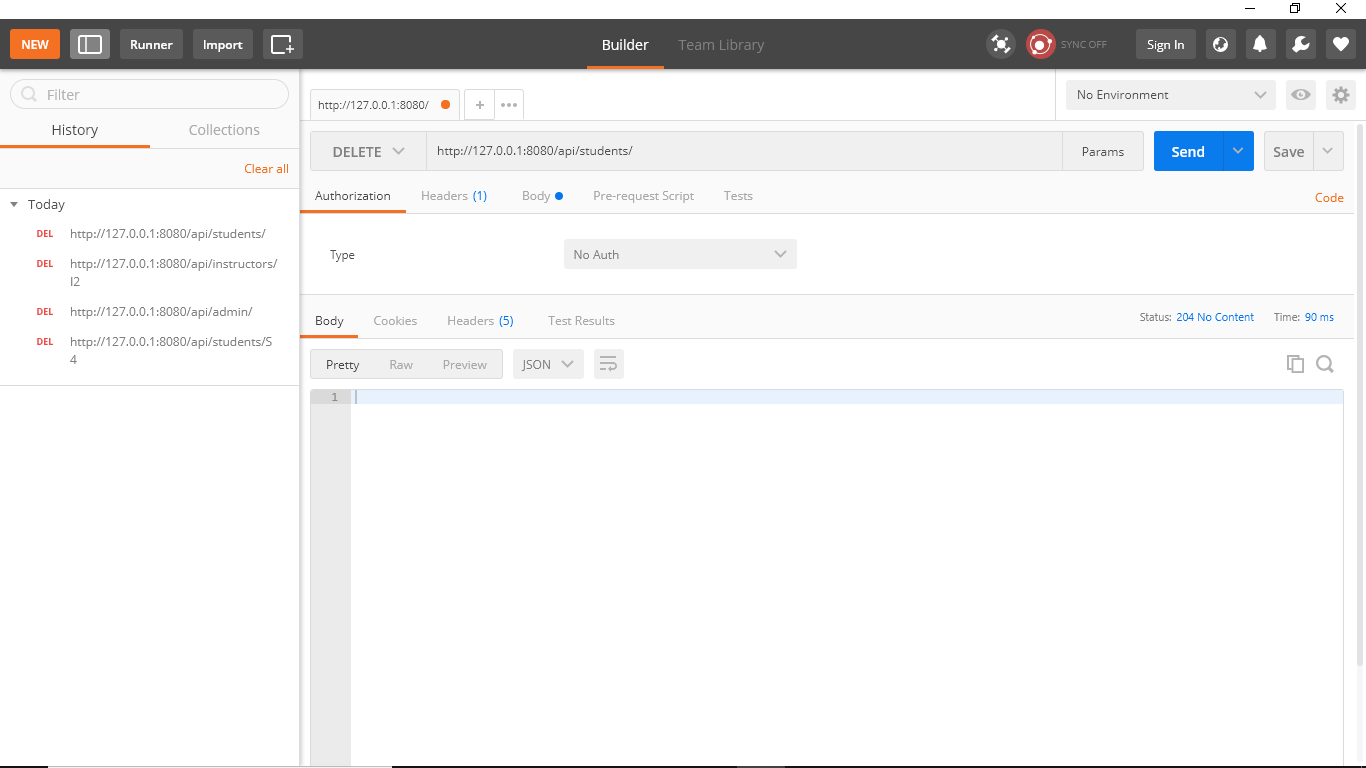 NEW Runner Import Builder Team Library SYNC OFF Sign In
Filter
History Collections
Clear all
Today
DEL http://127.0.0.1:8080/api/students/
DEL http://127.0.0.1:8080/api/instructors/
I2
DEL http://127.0.0.1:8080/api/admin/
DEL http://127.0.0.1:8080/api/students/S
4
http://127.0.0.1:8080/ + ••• No Environment
DELETE http://127.0.0.1:8080/api/students/ Params Send Save
Authorization Headers (1) Body Pre-request Script Tests Code
Type No Auth
Body Cookies Headers (5) Test Results Status: 204 No Content Time: 90 ms
Pretty Raw Preview JSON
1